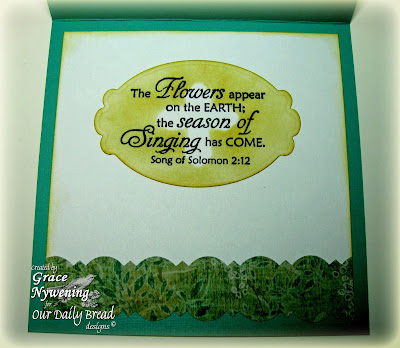 The Flowers appear
on the EARTH;
the season of
Singing has COME.
Song of Solomon 2:12
created by
Grace
Nywening
for
Our Daily Bread
designs©